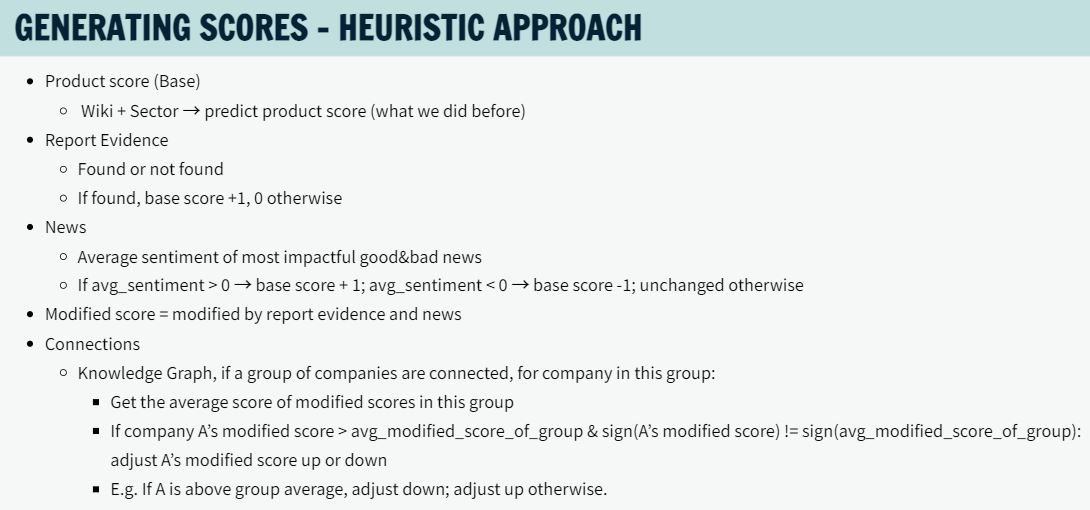 GENERATING SCORES - HEURISTIC APPROACH
• Product score (Base)
○ Wiki + Sector → predict product score (what we did before)
• Report Evidence
○ Found or not found
○ If found, base score +1, 0 otherwise
• News
○ Average sentiment of most impactful good&bad news
○ If avg_sentiment > 0 → base score + 1; avg_sentiment < 0 → base score -1; unchanged otherwise
• Modified score = modified by report evidence and news
• Connections
○ Knowledge Graph, if a group of companies are connected, for company in this group:
■ Get the average score of modified scores in this group
■ If company A’s modified score > avg_modified_score_of_group & sign(A’s modified score) != sign(avg_modified_score_of_group):
adjust A’s modified score up or down
■ E.g. If A is above group average, adjust down; adjust up otherwise.